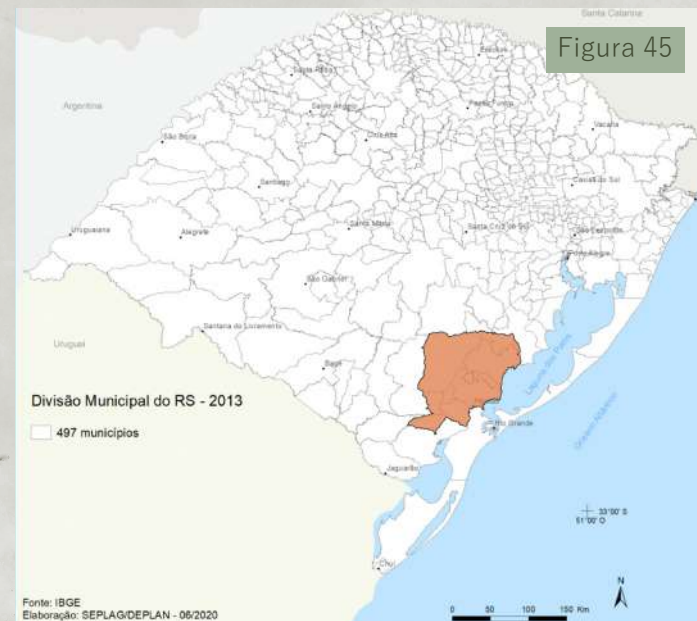 Santa Catarina
Figura 45
Argentina
Erechim
Santa Rosa
Santo Ângelo
Passo Fundo
Vacaria
São Borja
Cruz Alta
Santiago
Caxias do Sul
Uruguaiana
Alegrete
Santa Maria
Santa Cruz do Sul
São Leopoldo
Porto Alegre
São Gabriel
Santana do Livramento
Uruguai
Bagé
Laguna dos Patos
Oceano Atlântico
Divisão Municipal do RS - 2013
497 municípios
Rio Grande
Jaguarão
33°00' S
51°00' O
Chuí
N
Fonte: IBGE
Elaboração: SEPLAG/DEPLAN - 06/2020
0 50 100 150 Km